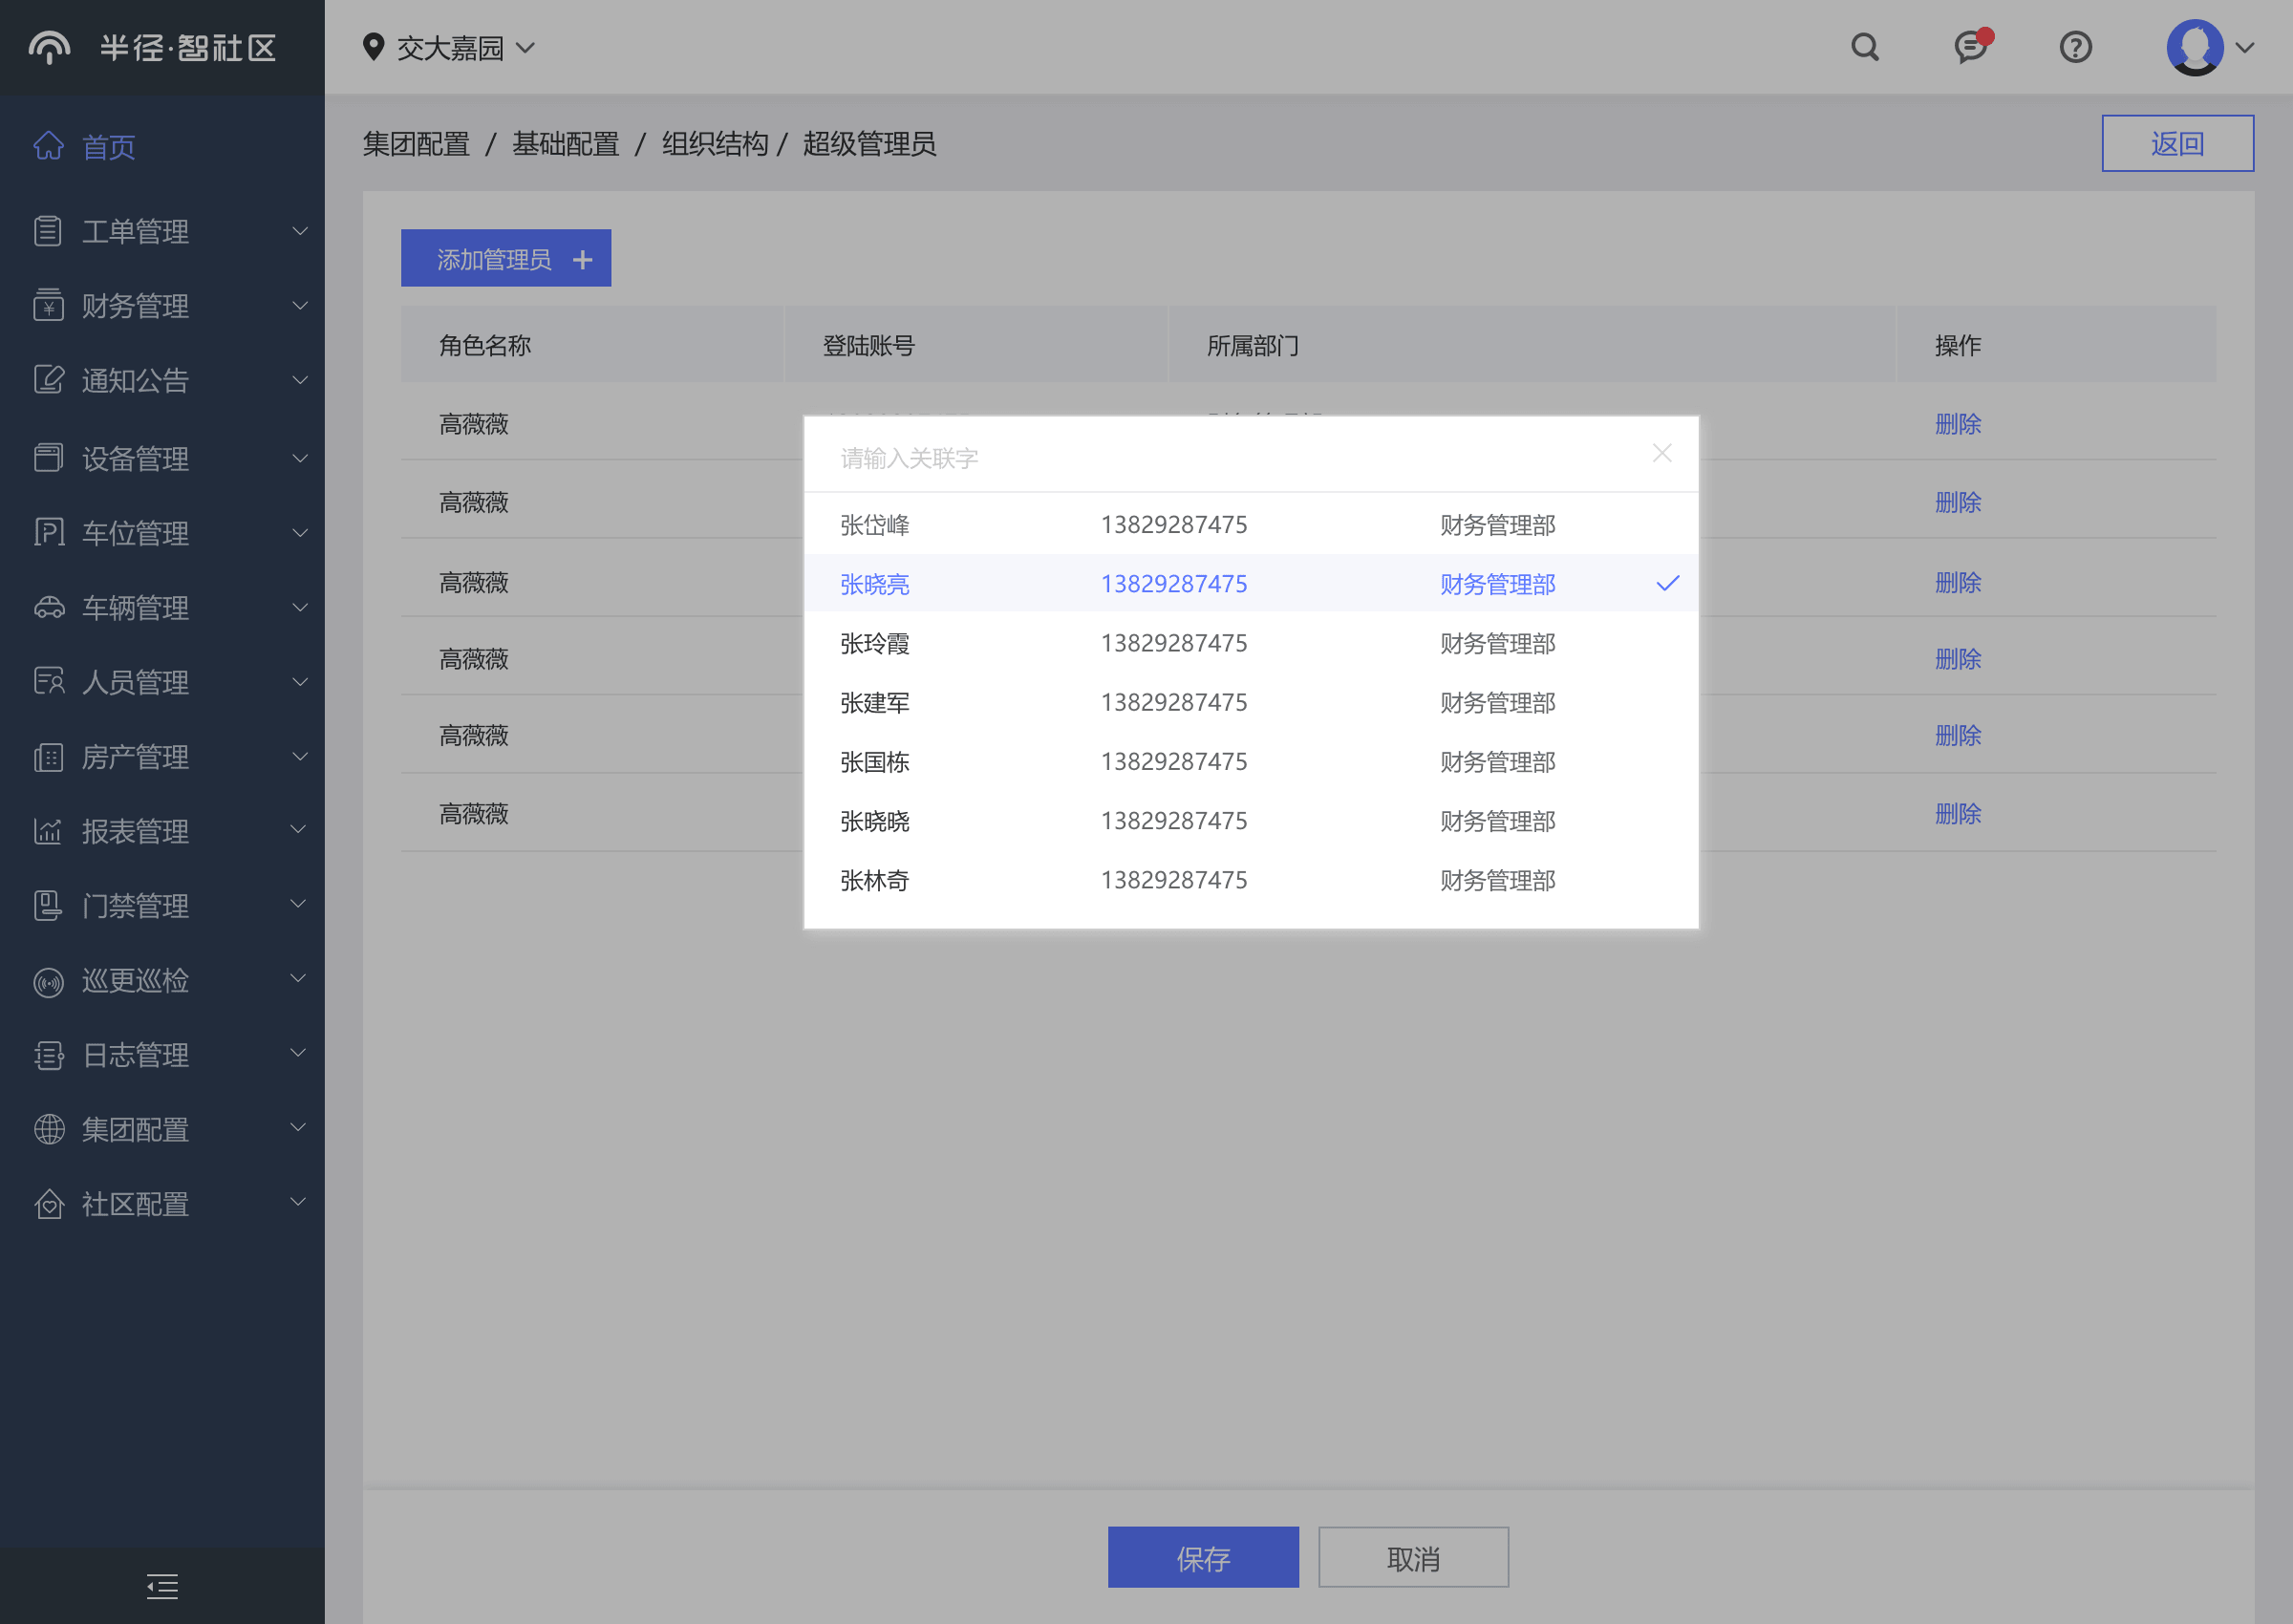 半径·智社区
交大嘉园
首页
工单管理
财务管理
通知公告
设备管理
车位管理
车辆管理
人员管理
房产管理
报表管理
门禁管理
巡更巡检
日志管理
集团配置
社区配置
集团配置 / 基础配置 / 组织结构 / 超级管理员
返回
添加管理员 +
角色名称 登陆账号 所属部门 操作
高薇薇 删除
高薇薇 删除
高薇薇 删除
高薇薇 删除
高薇薇 删除
高薇薇 删除
请输入关联字
张岱峰 13829287475 财务管理部
张晓亮 13829287475 财务管理部
张玲霞 13829287475 财务管理部
张建军 13829287475 财务管理部
张国栋 13829287475 财务管理部
张晓晓 13829287475 财务管理部
张林奇 13829287475 财务管理部
保存 取消